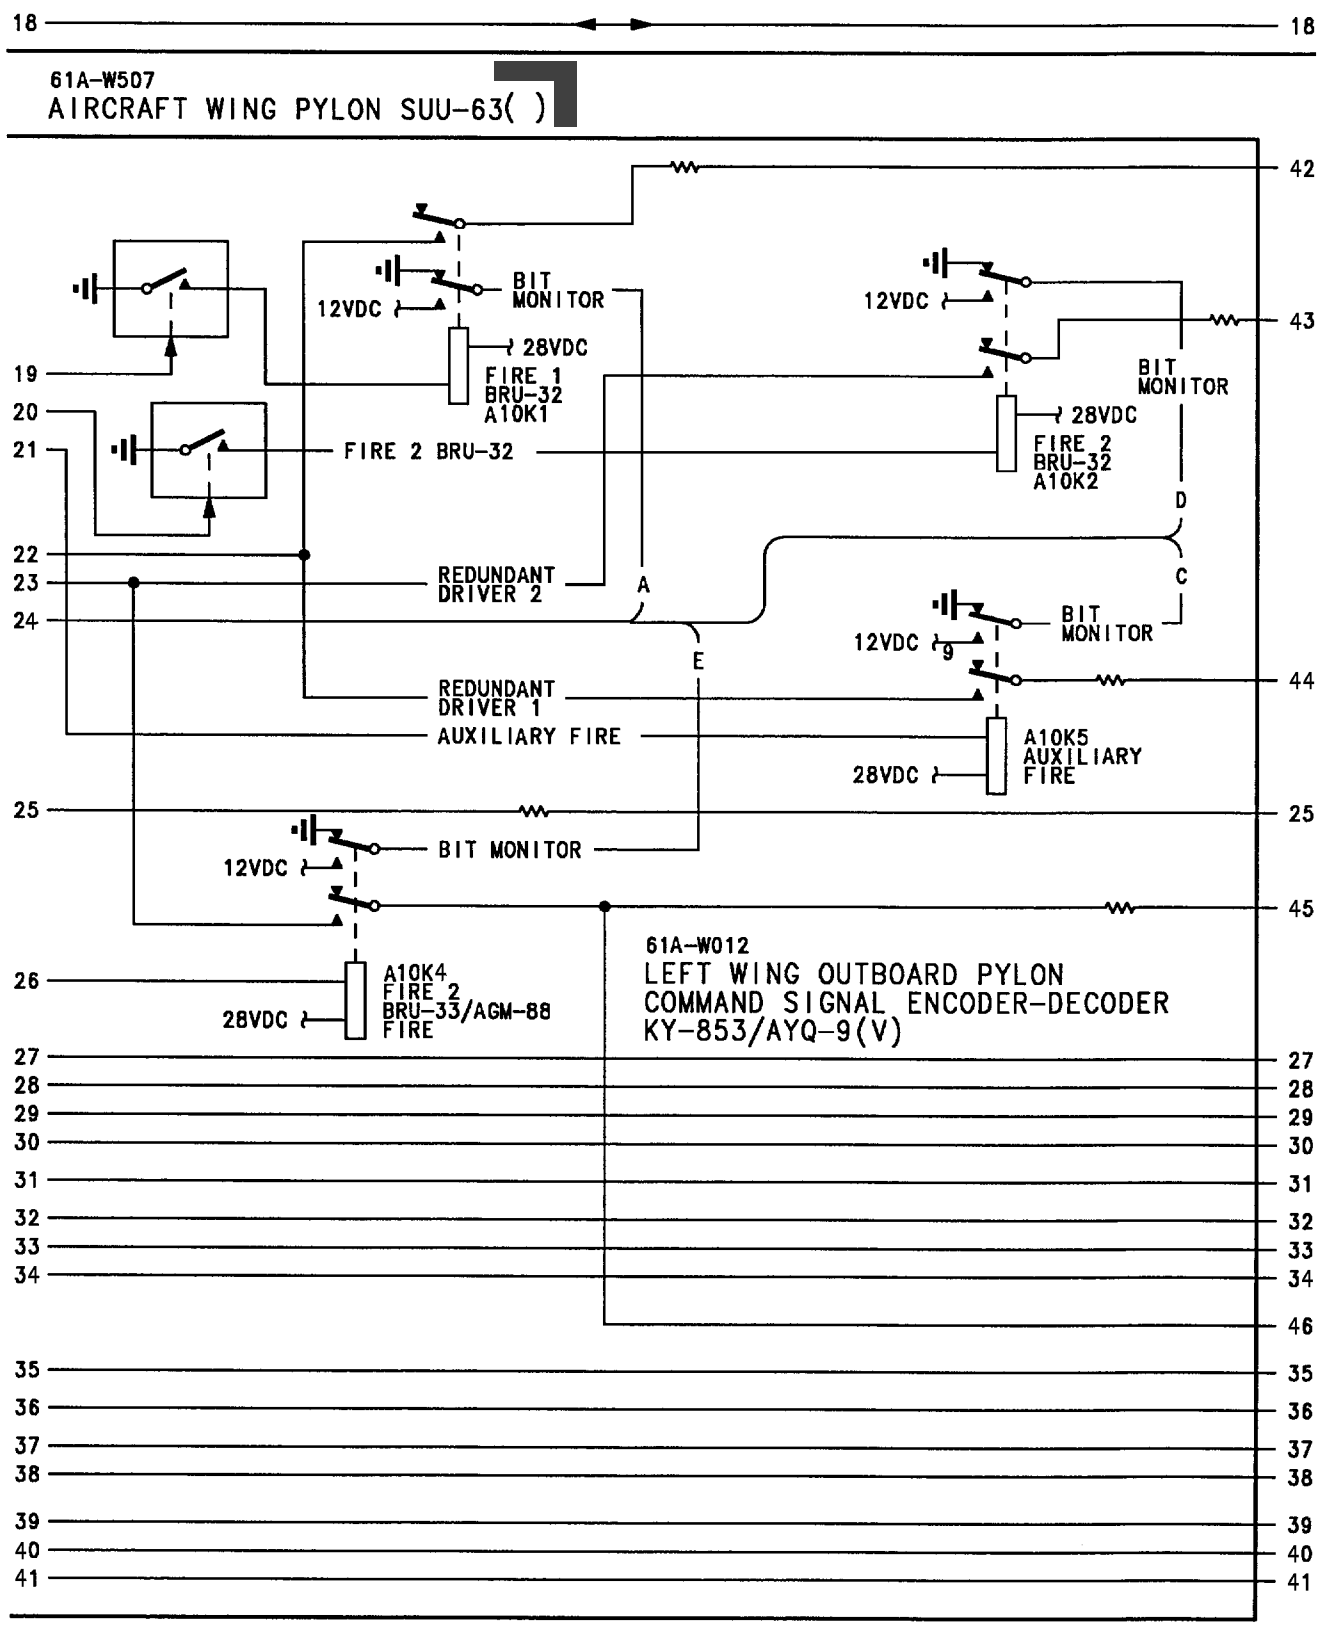 18 18
61A-W507
AIRCRAFT WING PYLON SUU-63( )
42
BIT
MONITOR
12VDC
12VDC
43
28VDC
BIT
MONITOR
19
FIRE 1
BRU-32
A10K1
20
28VDC
21
FIRE 2 BRU-32
FIRE 2
BRU-32
A10K2
D
22
23
REDUNDANT
DRIVER 2
A
C
24
BIT
MONITOR
12VDC
9
E
44
REDUNDANT
DRIVER 1
AUXILIARY FIRE
A10K5
AUXILIARY
FIRE
28VDC
25 25
BIT MONITOR
12VDC
45
61A-W012
LEFT WING OUTBOARD PYLON
COMMAND SIGNAL ENCODER-DECODER
KY-853/AYQ-9(V)
26
A10K4
FIRE 2
BRU-33/AGM-88
FIRE
28VDC
27 27
28 28
29 29
30 30
31 31
32 32
33 33
34 34
46
35 35
36 36
37 37
38 38
39 39
40 40
41 41